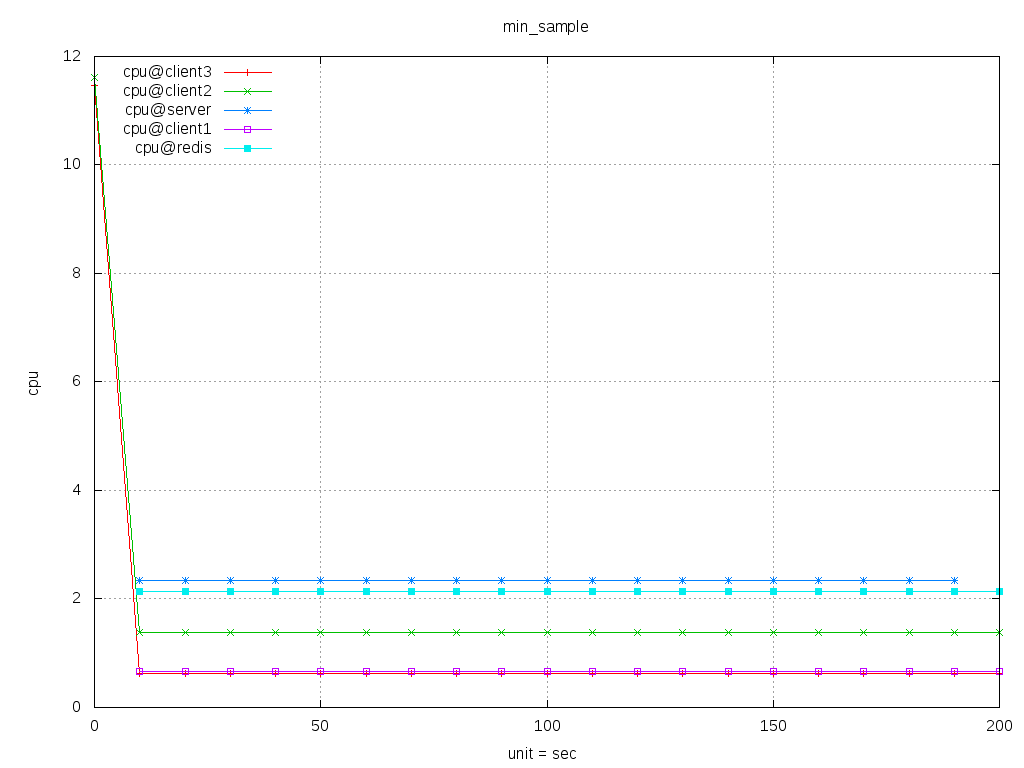 min_sample
12
10
8
6
4
2
0
cpu
cpu@client3
cpu@client2
cpu@server
cpu@client1
cpu@redis
0 50 100 150 200
unit = sec